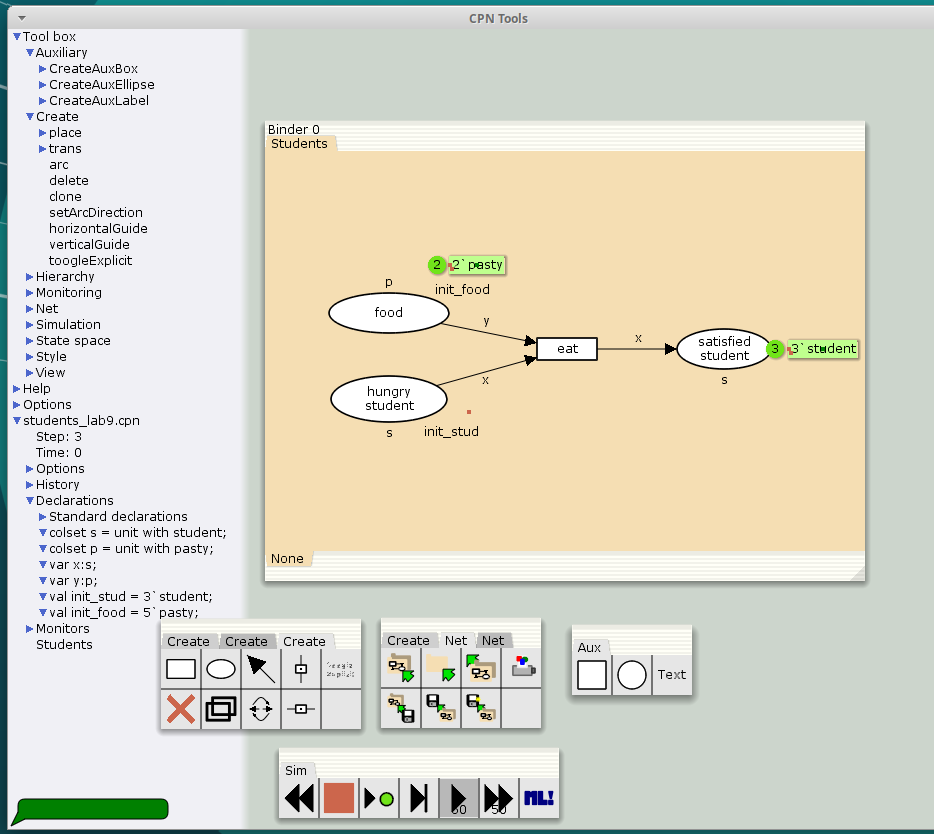 CPN Tools
Tool box
Auxiliary
CreateAuxBox
CreateAuxEllipse
CreateAuxLabel
Create
place
trans
arc
delete
clone
setArcDirection
horizontalGuide
verticalGuide
toogleExplicit
Hierarchy
Monitoring
Net
Simulation
State space
Style
View
Help
Options
students_lab9.cpn
Step: 3
Time: 0
Options
History
Declarations
Standard declarations
colset s = unit with student;
colset p = unit with pasty;
var x:s;
var y:p;
val init_stud = 3`student;
val init_food = 5`pasty;
Monitors
Students
Binder 0
Students
2 2`pasty
p
init_food
food
y
eat
x
satisfied
student
3 3`student
s
x
hungry
student
s
init_stud
None
Create Create Create
Create Net Net
Aux
Text
Sim
50
50
ML!